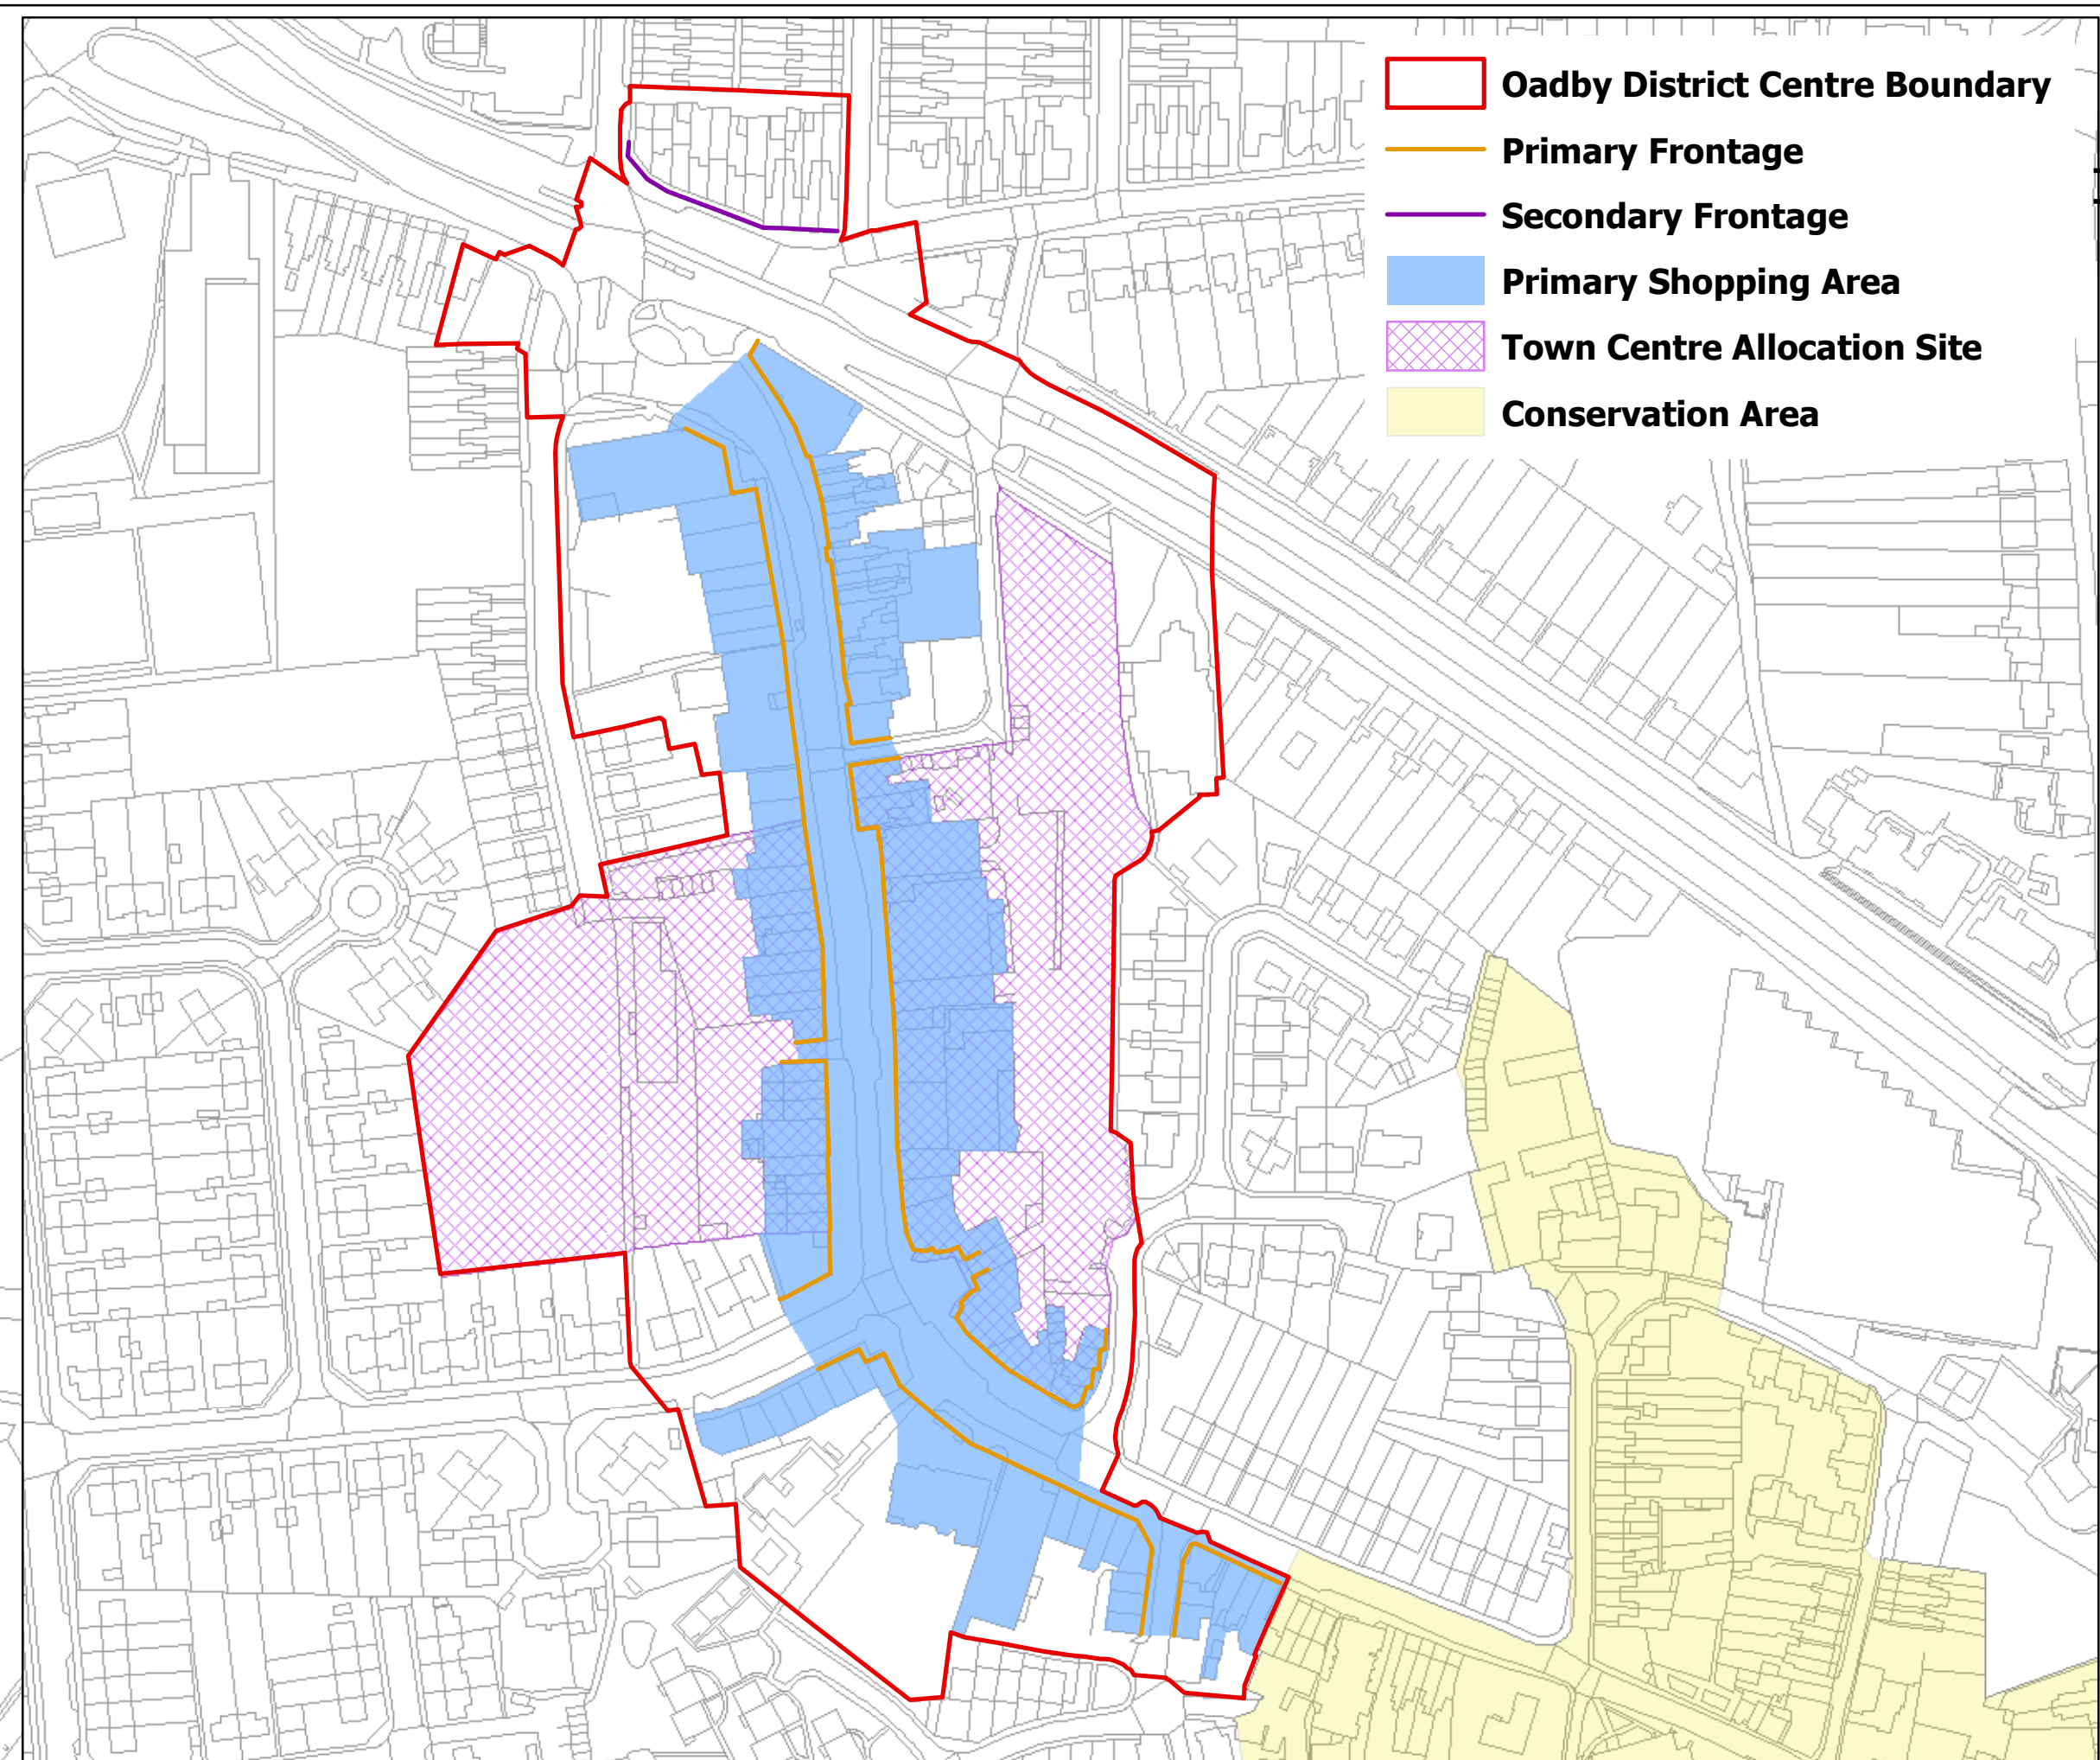 Oadby District Centre Boundary
Primary Frontage
Secondary Frontage
Primary Shopping Area
Town Centre Allocation Site
Conservation Area